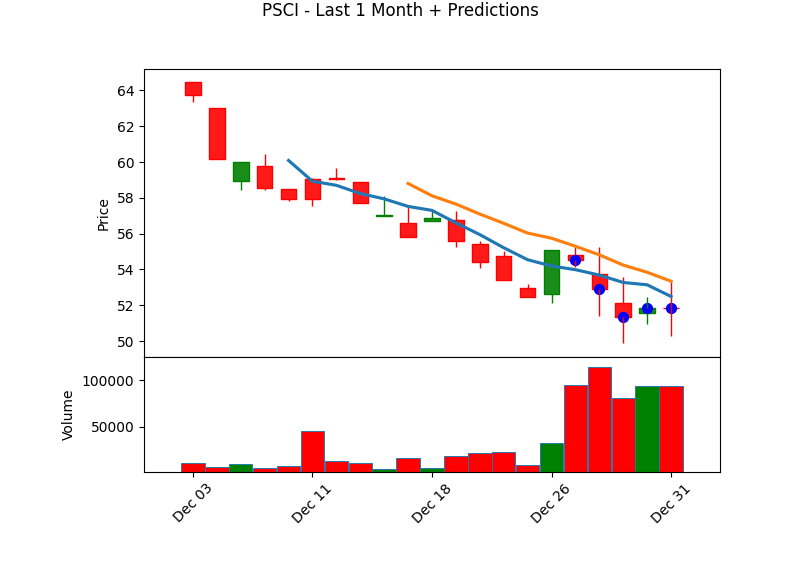 PSCI - Last 1 Month + Predictions
64
62
60
58
56
54
52
50
Price
100000
50000
Volume
Dec 03
Dec 11
Dec 18
Dec 26
Dec 31